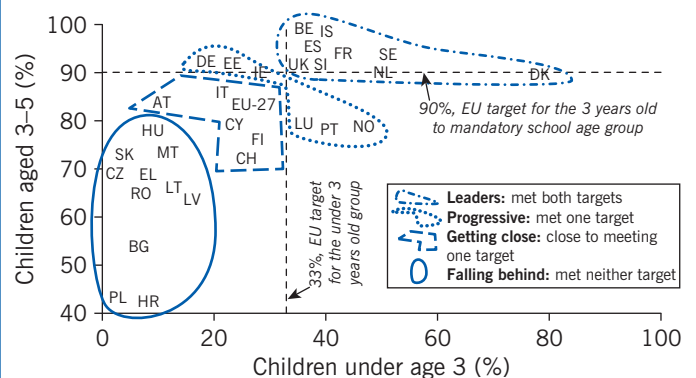 Children aged 3–5 (%)
100
90
80
70
60
50
40
BE IS
ES
FR
SE
UK SI
NL
DK
DE EE
IE
IT
AT
EU-27
CY
LU PT NO
HU
FI
MT
CH
SK
CZ
EL
RO
LT
LV
BG
PL
HR
90%, EU target for the 3 years old
to mandatory school age group
33%, EU target
for the under 3
years old group
Leaders: met both targets
Progressive: met one target
Getting close: close to meeting
one target
Falling behind: met neither target
0 20 40 60 80 100
Children under age 3 (%)